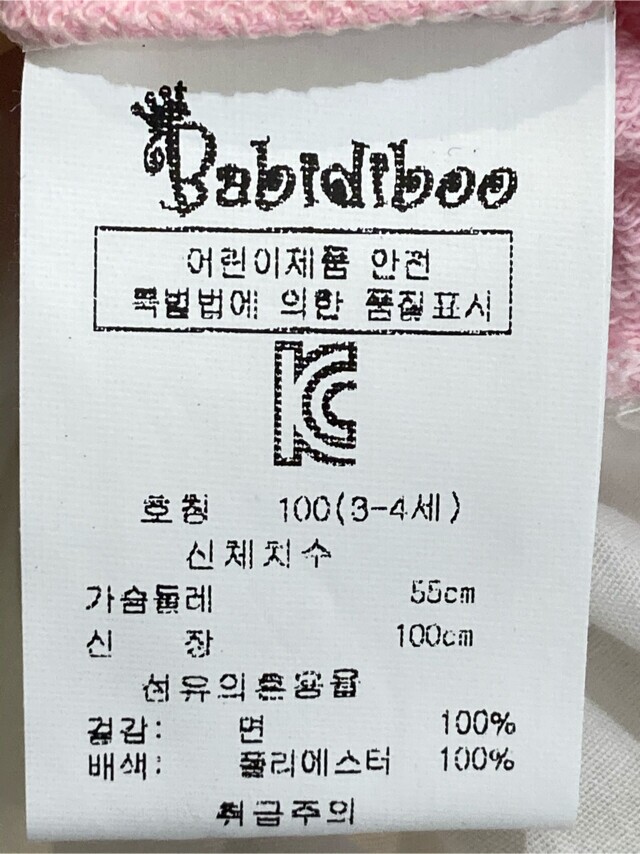 Babidiboo
어린이제품 안전
특별법에 의한 품질표시
KC
호칭 100(3-4세)
신체치수
가슴둘레 55cm
신 장 100cm
섬유의혼용률
겉감: 면 100%
배색: 폴리에스터 100%
취급주의